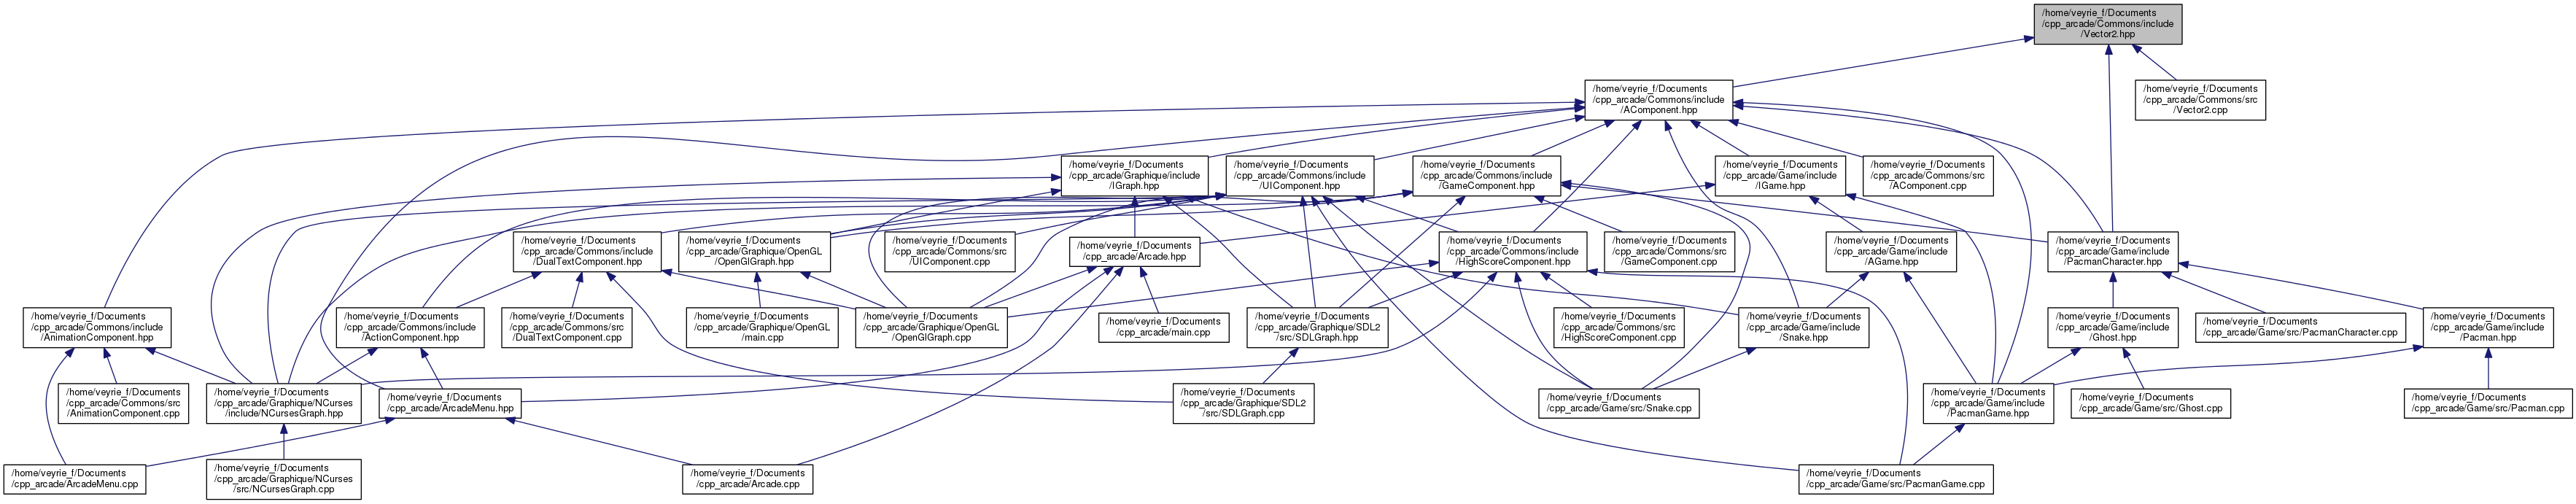 /home/veyrie_f/Documents
/cpp_arcade/Commons/include
/Vector2.hpp
/home/veyrie_f/Documents
/cpp_arcade/Commons/include
/AComponent.hpp
/home/veyrie_f/Documents
/cpp_arcade/Commons/src
/Vector2.cpp
/home/veyrie_f/Documents
/cpp_arcade/Graphique/include
/IGraph.hpp
/home/veyrie_f/Documents
/cpp_arcade/Commons/include
/UIComponent.hpp
/home/veyrie_f/Documents
/cpp_arcade/Commons/include
/GameComponent.hpp
/home/veyrie_f/Documents
/cpp_arcade/Game/include
/IGame.hpp
/home/veyrie_f/Documents
/cpp_arcade/Commons/src
/AComponent.cpp
/home/veyrie_f/Documents
/cpp_arcade/Commons/include
/DualTextComponent.hpp
/home/veyrie_f/Documents
/cpp_arcade/Graphique/OpenGL
/OpenGlGraph.hpp
/home/veyrie_f/Documents
/cpp_arcade/Commons/src
/UIComponent.cpp
/home/veyrie_f/Documents
/cpp_arcade/Arcade.hpp
/home/veyrie_f/Documents
/cpp_arcade/Commons/include
/HighScoreComponent.hpp
/home/veyrie_f/Documents
/cpp_arcade/Commons/src
/GameComponent.cpp
/home/veyrie_f/Documents
/cpp_arcade/Game/include
/AGame.hpp
/home/veyrie_f/Documents
/cpp_arcade/Game/include
/PacmanCharacter.hpp
/home/veyrie_f/Documents
/cpp_arcade/Commons/include
/AnimationComponent.hpp
/home/veyrie_f/Documents
/cpp_arcade/Commons/include
/ActionComponent.hpp
/home/veyrie_f/Documents
/cpp_arcade/Commons/src
/DualTextComponent.cpp
/home/veyrie_f/Documents
/cpp_arcade/Graphique/OpenGL
/main.cpp
/home/veyrie_f/Documents
/cpp_arcade/Graphique/OpenGL
/OpenGlGraph.cpp
/home/veyrie_f/Documents
/cpp_arcade/main.cpp
/home/veyrie_f/Documents
/cpp_arcade/Graphique/SDL2
/src/SDLGraph.hpp
/home/veyrie_f/Documents
/cpp_arcade/Commons/src
/HighScoreComponent.cpp
/home/veyrie_f/Documents
/cpp_arcade/Game/include
/Snake.hpp
/home/veyrie_f/Documents
/cpp_arcade/Game/include
/Ghost.hpp
/home/veyrie_f/Documents
/cpp_arcade/Game/src/PacmanCharacter.cpp
/home/veyrie_f/Documents
/cpp_arcade/Game/include
/Pacman.hpp
/home/veyrie_f/Documents
/cpp_arcade/Commons/src
/AnimationComponent.cpp
/home/veyrie_f/Documents
/cpp_arcade/Graphique/NCurses
/include/NCursesGraph.hpp
/home/veyrie_f/Documents
/cpp_arcade/ArcadeMenu.hpp
/home/veyrie_f/Documents
/cpp_arcade/Graphique/SDL2
/src/SDLGraph.cpp
/home/veyrie_f/Documents
/cpp_arcade/Game/src/Snake.cpp
/home/veyrie_f/Documents
/cpp_arcade/Game/include
/PacmanGame.hpp
/home/veyrie_f/Documents
/cpp_arcade/Game/src/Ghost.cpp
/home/veyrie_f/Documents
/cpp_arcade/Game/src/Pacman.cpp
/home/veyrie_f/Documents
/cpp_arcade/ArcadeMenu.cpp
/home/veyrie_f/Documents
/cpp_arcade/Graphique/NCurses
/src/NCursesGraph.cpp
/home/veyrie_f/Documents
/cpp_arcade/Arcade.cpp
/home/veyrie_f/Documents
/cpp_arcade/Game/src/PacmanGame.cpp